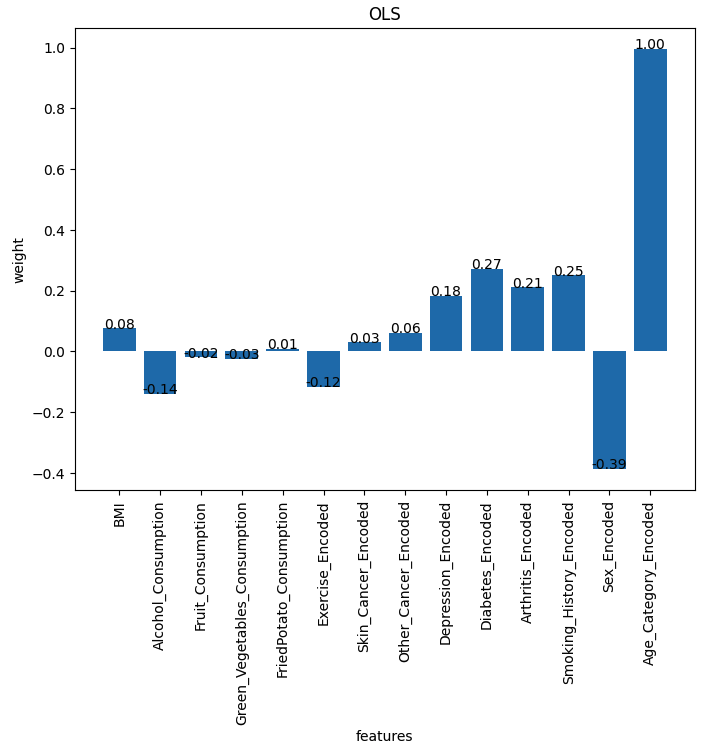 OLS
1.0
0.8
0.6
0.4
0.2
0.0
−0.2
−0.4
weight
0.08
-0.14
-0.02
-0.03
0.01
-0.12
0.03
0.06
0.18
0.27
0.21
0.25
-0.39
1.00
BMI
Alcohol_Consumption
Fruit_Consumption
Green_Vegetables_Consumption
FriedPotato_Consumption
Exercise_Encoded
Skin_Cancer_Encoded
Other_Cancer_Encoded
Depression_Encoded
Diabetes_Encoded
Arthritis_Encoded
Smoking_History_Encoded
Sex_Encoded
Age_Category_Encoded
features